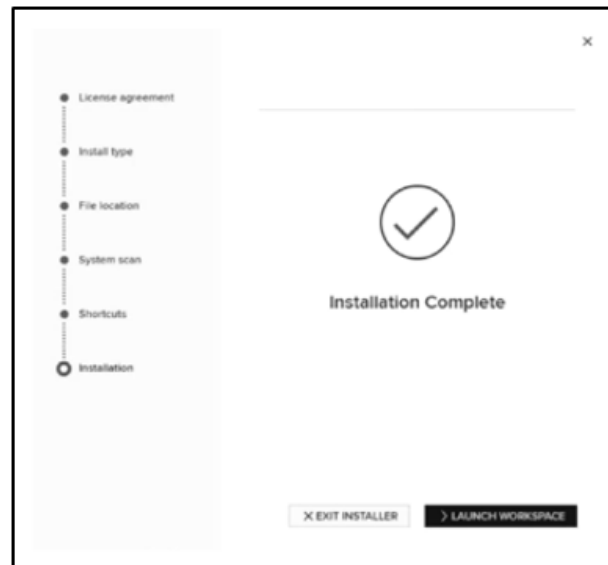 License agreement
Install type
File location
System scan
Shortcuts
Installation
Installation Complete
EXIT INSTALLER
LAUNCH WORKSPACE